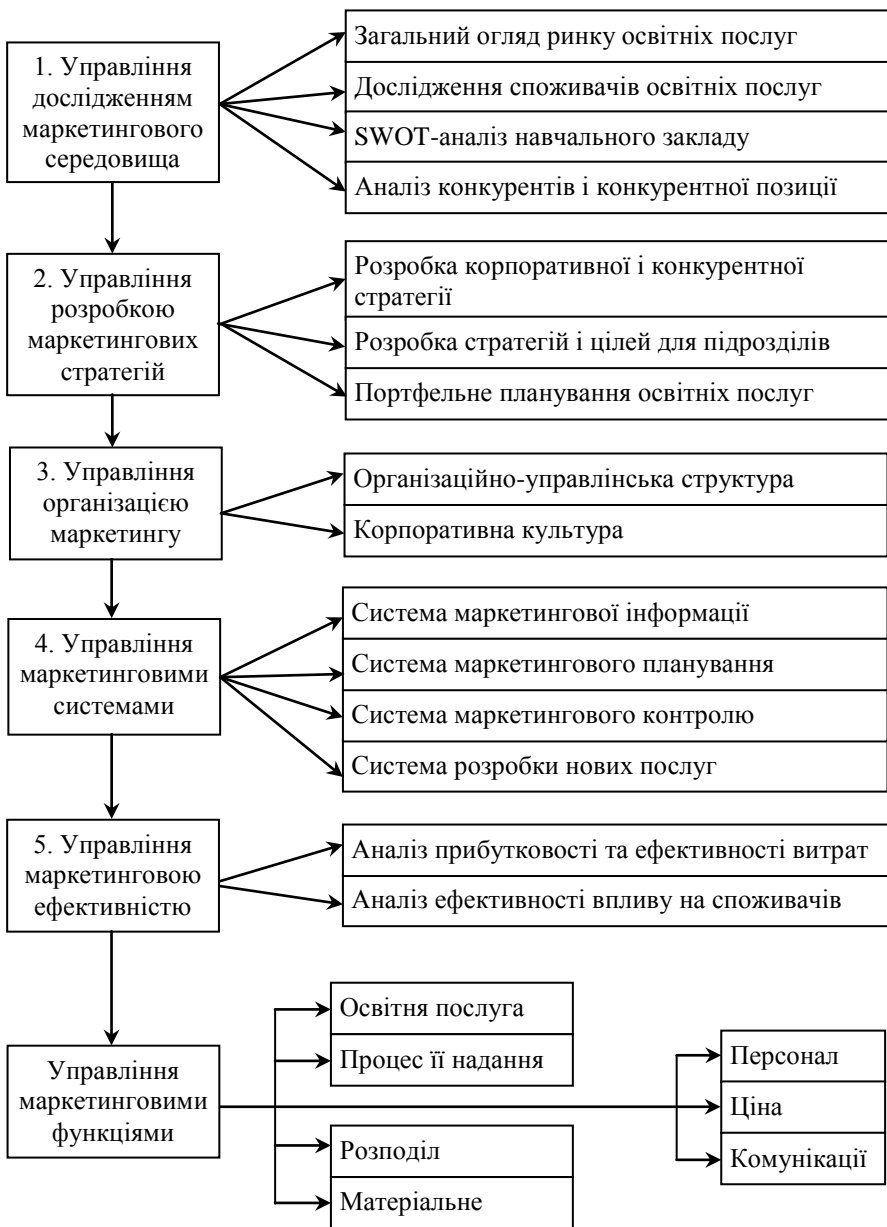 1. Управління
дослідженням
маркетингового
середовища
Загальний огляд ринку освітніх послуг
Дослідження споживачів освітніх послуг
SWOT-аналіз навчального закладу
Аналіз конкурентів і конкурентної позиції
2. Управління
розробкою
маркетингових
стратегій
Розробка корпоративної і конкурентної
стратегії
Розробка стратегій і цілей для підрозділів
Портфельне планування освітніх послуг
3. Управління
організацією
маркетингу
Організаційно-управлінська структура
Корпоративна культура
4. Управління
маркетинговими
системами
Система маркетингової інформації
Система маркетингового планування
Система маркетингового контролю
Система розробки нових послуг
5. Управління
маркетинговою
ефективністю
Аналіз прибутковості та ефективності витрат
Аналіз ефективності впливу на споживачів
Управління
маркетинговими
функціями
Освітня послуга
Процес її надання
Розподіл
Матеріальне
Персонал
Ціна
Комунікації